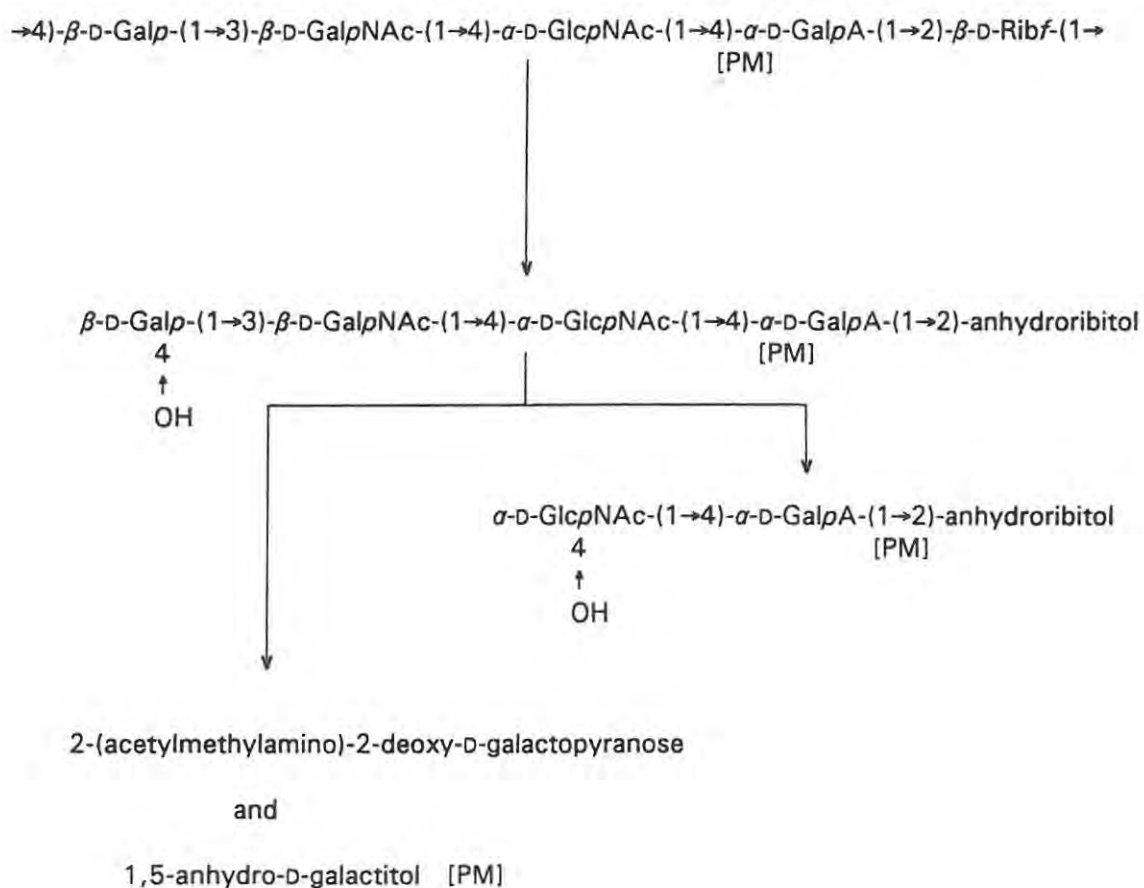 →4)-β-D-Galp-(1→3)-β-D-GalpNAc-(1→4)-α-D-GlcpNAc-(1→4)-α-D-GalpA-(1→2)-β-D-Ribf-(1→
[PM]
β-D-Galp-(1→3)-β-D-GalpNAc-(1→4)-α-D-GlcpNAc-(1→4)-α-D-GalpA-(1→2)-anhydroribitol
4 [PM]
↑
OH
α-D-GlcpNAc-(1→4)-α-D-GalpA-(1→2)-anhydroribitol
4 [PM]
↑
OH
2-(acetylmethylamino)-2-deoxy-D-galactopyranose
and
1,5-anhydro-D-galactitol [PM]